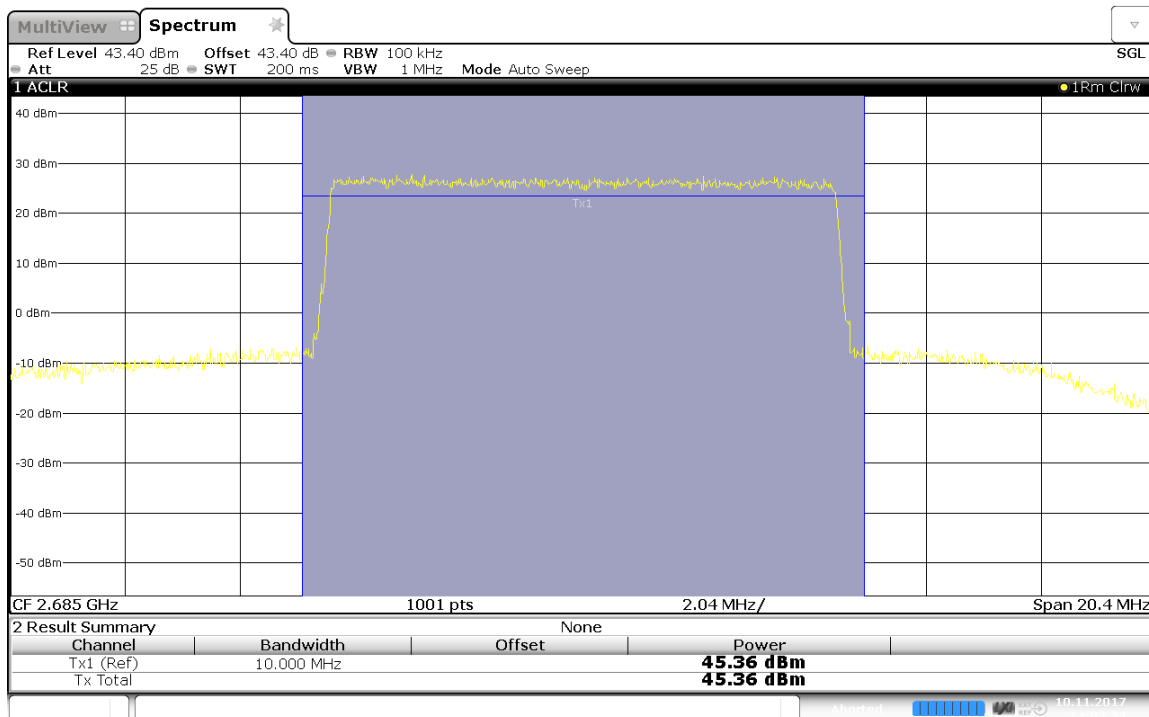 MultiView Spectrum
Ref Level 43.40 dBm Offset 43.40 dB RBW 100 kHz SGL
Att 25 dB SWT 200 ms VBW 1 MHz Mode Auto Sweep
1 ACLR 1Rm Clrw
40 dBm
30 dBm
Tx1
20 dBm
10 dBm
0 dBm
-10 dBm
-20 dBm
-30 dBm
-40 dBm
-50 dBm
CF 2.685 GHz 1001 pts 2.04 MHz/ Span 20.4 MHz
2 Result Summary None
Channel Bandwidth Offset Power
Tx1 (Ref) 10.000 MHz 45.36 dBm
Tx Total 45.36 dBm
Aborted EXT REF 10.11.2017